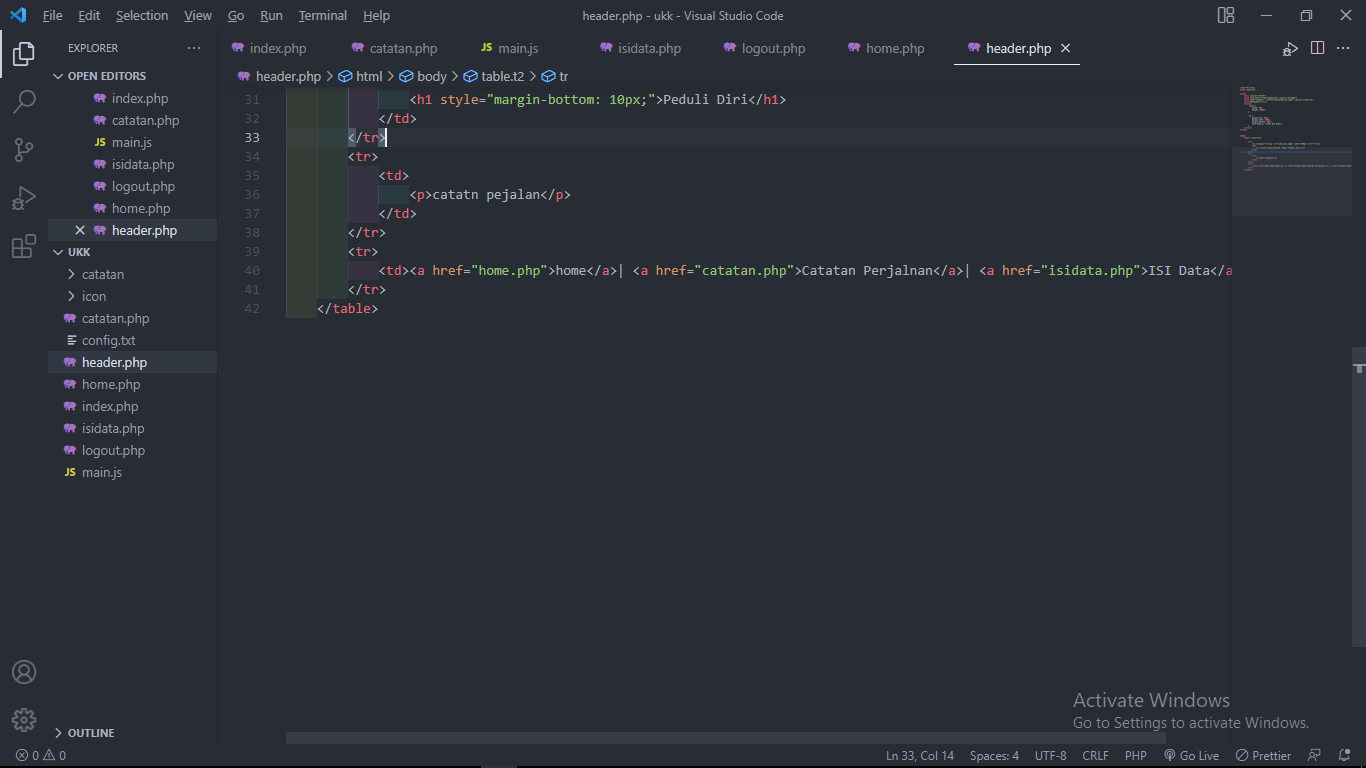 File Edit Selection View Go Run Terminal Help
header.php - ukk - Visual Studio Code
EXPLORER
index.php catatan.php JS main.js isidata.php logout.php home.php header.php
OPEN EDITORS
index.php
catatan.php
JS main.js
isidata.php
logout.php
home.php
header.php
UKK
catatan
icon
catatan.php
config.txt
header.php
home.php
index.php
isidata.php
logout.php
JS main.js
OUTLINE
header.php > html > body > table.t2 > tr
31 <h1 style="margin-bottom: 10px;">Peduli Diri</h1>
32 </td>
33 </tr>
34 <tr>
35 <td>
36 <p>catatn pejalan</p>
37 </td>
38 </tr>
39 <tr>
40 <td><a href="home.php">home</a>| <a href="catatan.php">Catatan Perjalnan</a>| <a href="isidata.php">ISI Data</a
41 </tr>
42 </table>
Activate Windows
Go to Settings to activate Windows.
0 0 Ln 33, Col 14 Spaces: 4 UTF-8 CRLF PHP Go Live Prettier